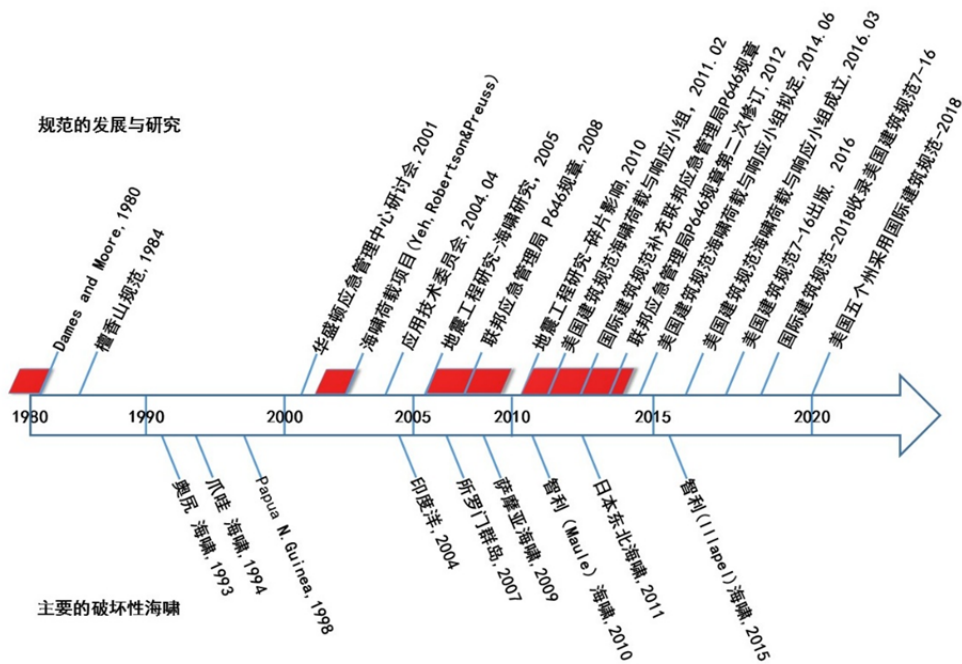 规范的发展与研究
Dames and Moore, 1980
檀香山规范, 1984
华盛顿应急管理中心研讨会, 2001
海啸荷载项目(Yeh, Robertson&Preuss)
应用技术委员会, 2004.04
地震工程研究-海啸研究, 2005
联邦应急管理局 P646规章, 2008
地震工程研究-碎片影响, 2010
美国建筑规范海啸荷载与响应小组, 2011.02
国际建筑规范补充联邦应急管理局P646规章
联邦应急管理局P646规章第二次修订, 2012
美国建筑规范海啸荷载与响应小组拟定, 2014.06
美国建筑规范海啸荷载与响应小组成立, 2016.03
美国建筑规范7-16出版, 2016
国际建筑规范-2018收录美国建筑规范7-16
美国五个州采用国际建筑规范-2018
1980
1990
2000
2005
2010
2015
2020
奥尻 海啸, 1993
爪哇 海啸, 1994
Papua N.Guinea, 1998
印度洋, 2004
所罗门群岛, 2007
萨摩亚海啸, 2009
智利（Maule）海啸, 2010
日本东北海啸, 2011
智利(Illapel)海啸, 2015
主要的破坏性海啸